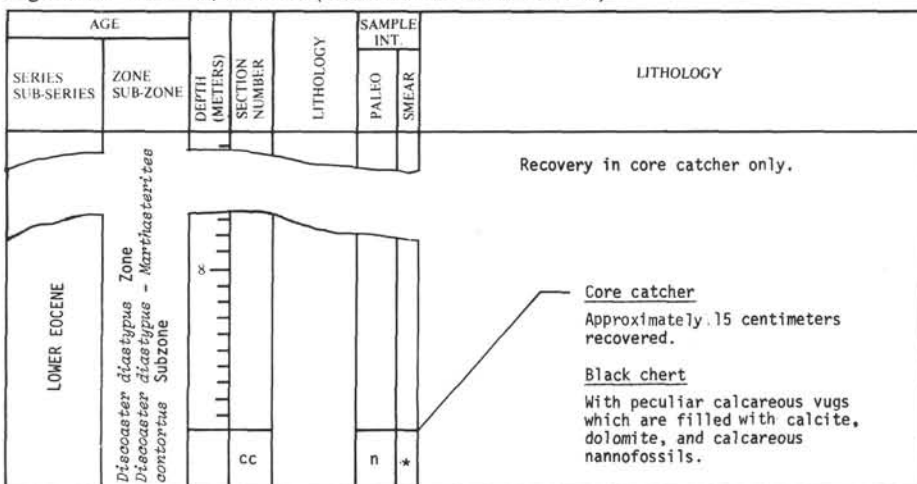 AGE
SAMPLE
INT.
SERIES
SUB-SERIES
ZONE
SUB-ZONE
DEPTH
(METERS)
SECTION
NUMBER
LITHOLOGY
PALEO
SMEAR
LITHOLOGY
Recovery in core catcher only.
LOWER EOCENE
Discoaster diastypus Zone
Discoaster diastypus - Marthasterites
contortus Subzone
8
Core catcher
Approximately 15 centimeters
recovered.
Black chert
With peculiar calcareous vugs
which are filled with calcite,
dolomite, and calcareous
nannofossils.
cc
n
*